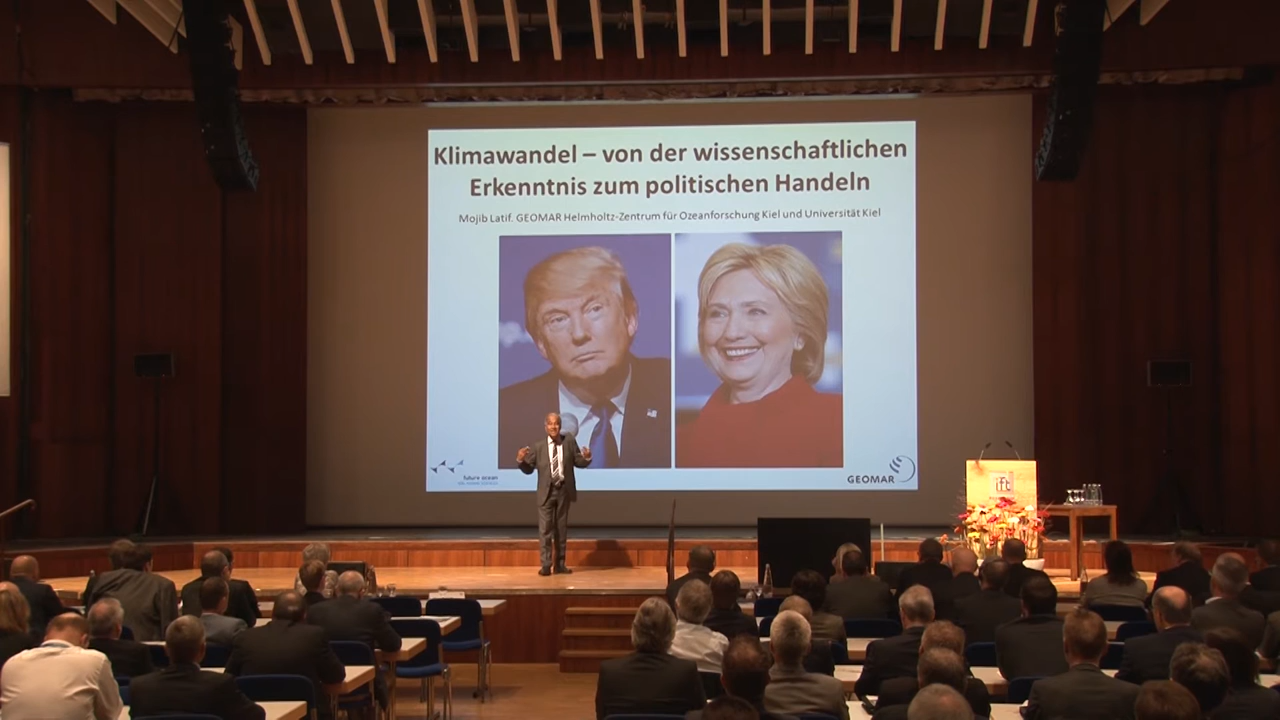 Klimawandel – von der wissenschaftlichen
Erkenntnis zum politischen Handeln
Mojib Latif. GEOMAR Helmholtz-Zentrum für Ozeanforschung Kiel und Universität Kiel
future ocean
GEOMAR
ift